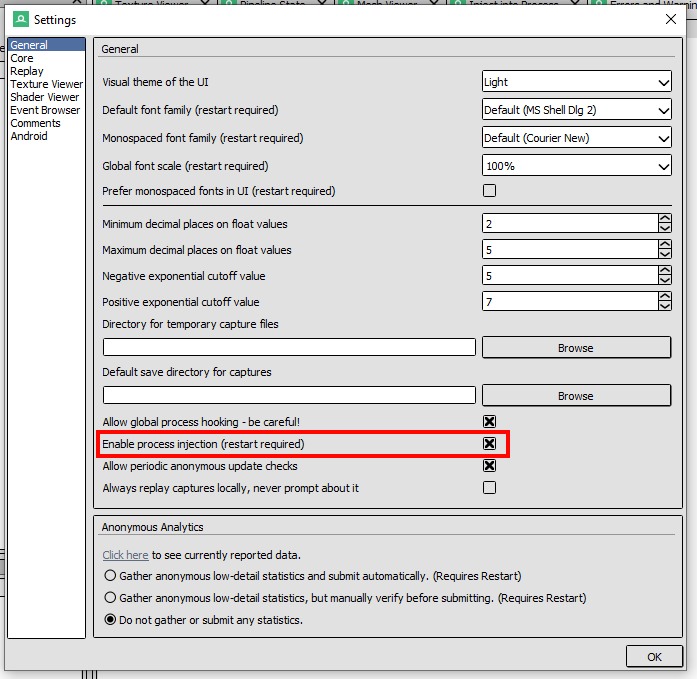 Texture Viewer
Pipeline State
Mesh Viewer
Inject into Process
Errors and Warnin
Settings
General
Core
Replay
Texture Viewer
Shader Viewer
Event Browser
Comments
Android
General
Visual theme of the UI
Light
Default font family (restart required)
Default (MS Shell Dlg 2)
Monospaced font family (restart required)
Default (Courier New)
Global font scale (restart required)
100%
Prefer monospaced fonts in UI (restart required)
Minimum decimal places on float values
2
Maximum decimal places on float values
5
Negative exponential cutoff value
5
Positive exponential cutoff value
7
Directory for temporary capture files
Browse
Default save directory for captures
Browse
Allow global process hooking - be careful!
Enable process injection (restart required)
Allow periodic anonymous update checks
Always replay captures locally, never prompt about it
Anonymous Analytics
Click here to see currently reported data.
Gather anonymous low-detail statistics and submit automatically. (Requires Restart)
Gather anonymous low-detail statistics, but manually verify before submitting. (Requires Restart)
Do not gather or submit any statistics.
OK